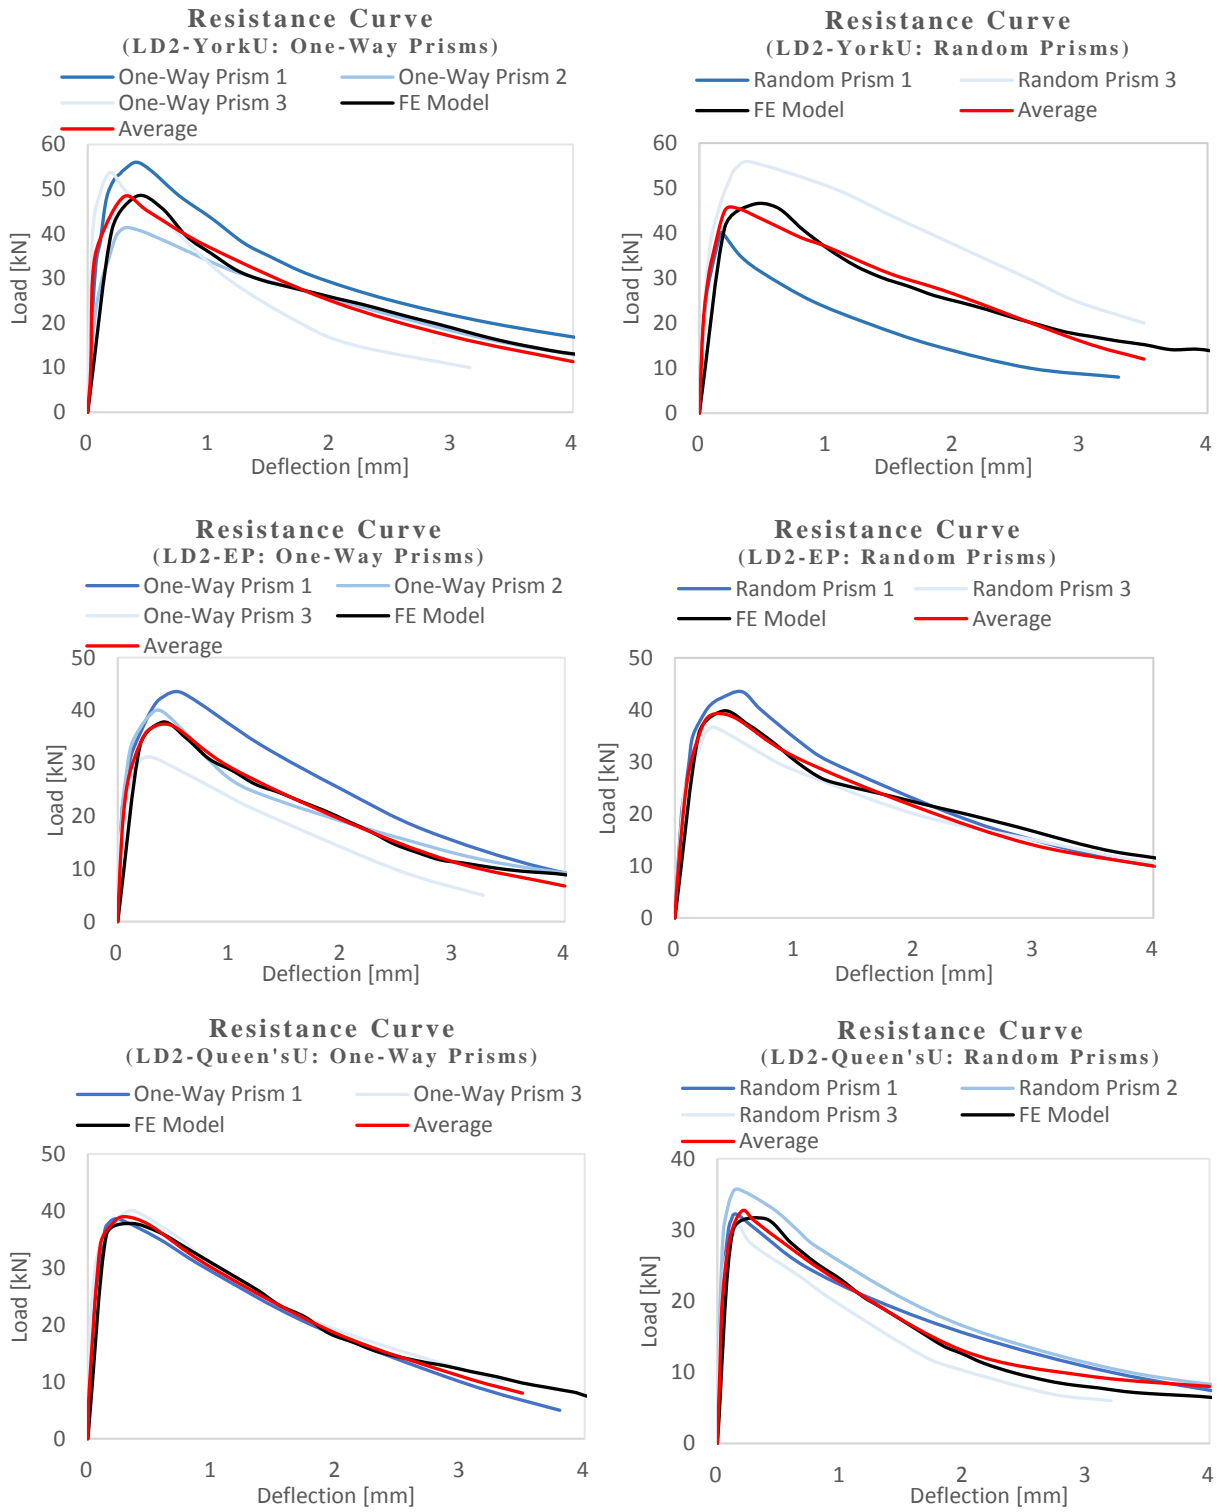 Resistance Curve
(LD2-YorkU: One-Way Prisms)
One-Way Prism 1
One-Way Prism 2
One-Way Prism 3
FE Model
Average
60
50
40
30
20
10
0
Load [kN]
0 1 2 3 4
Deflection [mm]
Resistance Curve
(LD2-YorkU: Random Prisms)
Random Prism 1
Random Prism 3
FE Model
Average
60
50
40
30
20
10
0
Load [kN]
0 1 2 3 4
Deflection [mm]
Resistance Curve
(LD2-EP: One-Way Prisms)
One-Way Prism 1
One-Way Prism 2
One-Way Prism 3
FE Model
Average
50
40
30
20
10
0
Load [kN]
0 1 2 3 4
Deflection [mm]
Resistance Curve
(LD2-EP: Random Prisms)
Random Prism 1
Random Prism 3
FE Model
Average
50
40
30
20
10
0
Load [kN]
0 1 2 3 4
Deflection [mm]
Resistance Curve
(LD2-Queen'sU: One-Way Prisms)
One-Way Prism 1
One-Way Prism 3
FE Model
Average
50
40
30
20
10
0
Load [kN]
0 1 2 3 4
Deflection [mm]
Resistance Curve
(LD2-Queen'sU: Random Prisms)
Random Prism 1
Random Prism 2
Random Prism 3
FE Model
Average
40
30
20
10
0
Load [kN]
0 1 2 3 4
Deflection [mm]